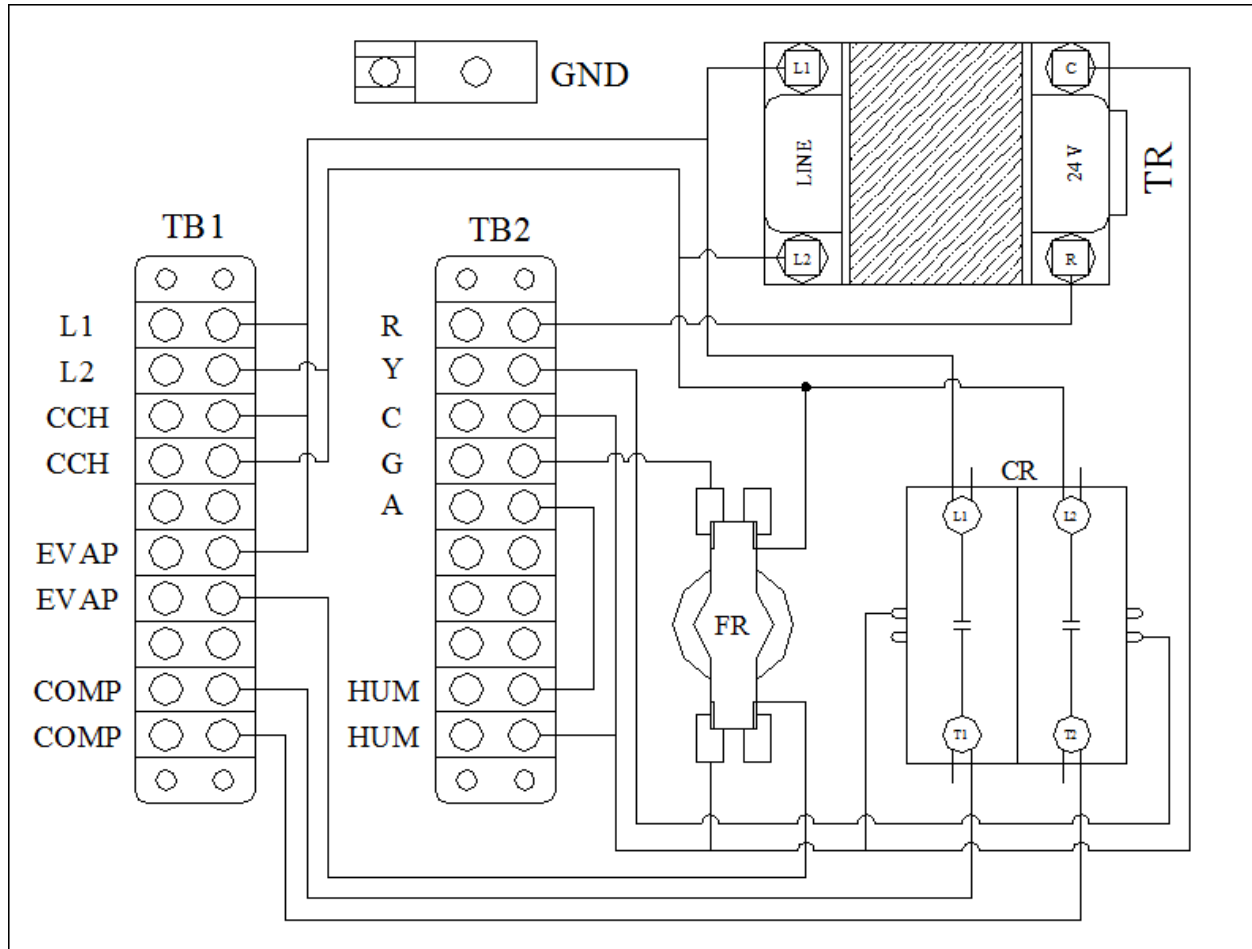 GND
L1
C
LINE
24 V
TR
L2
R
TB1
TB2
L1
L2
CCH
CCH
EVAP
EVAP
COMP
COMP
R
Y
C
G
A
HUM
HUM
FR
CR
L1
L2
T1
T2